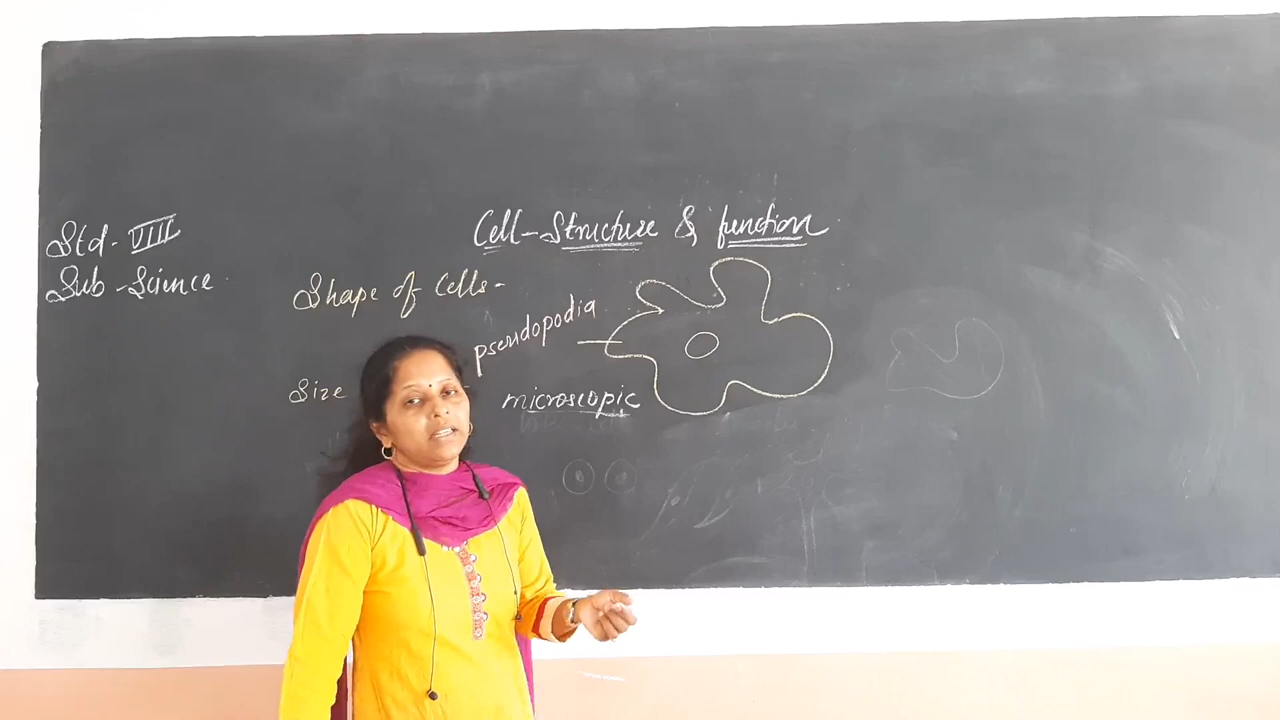 Std - VIII
Sub - Science
Cell - Structure & function
Shape of Cells -
pseudopodia
Size
microscopic